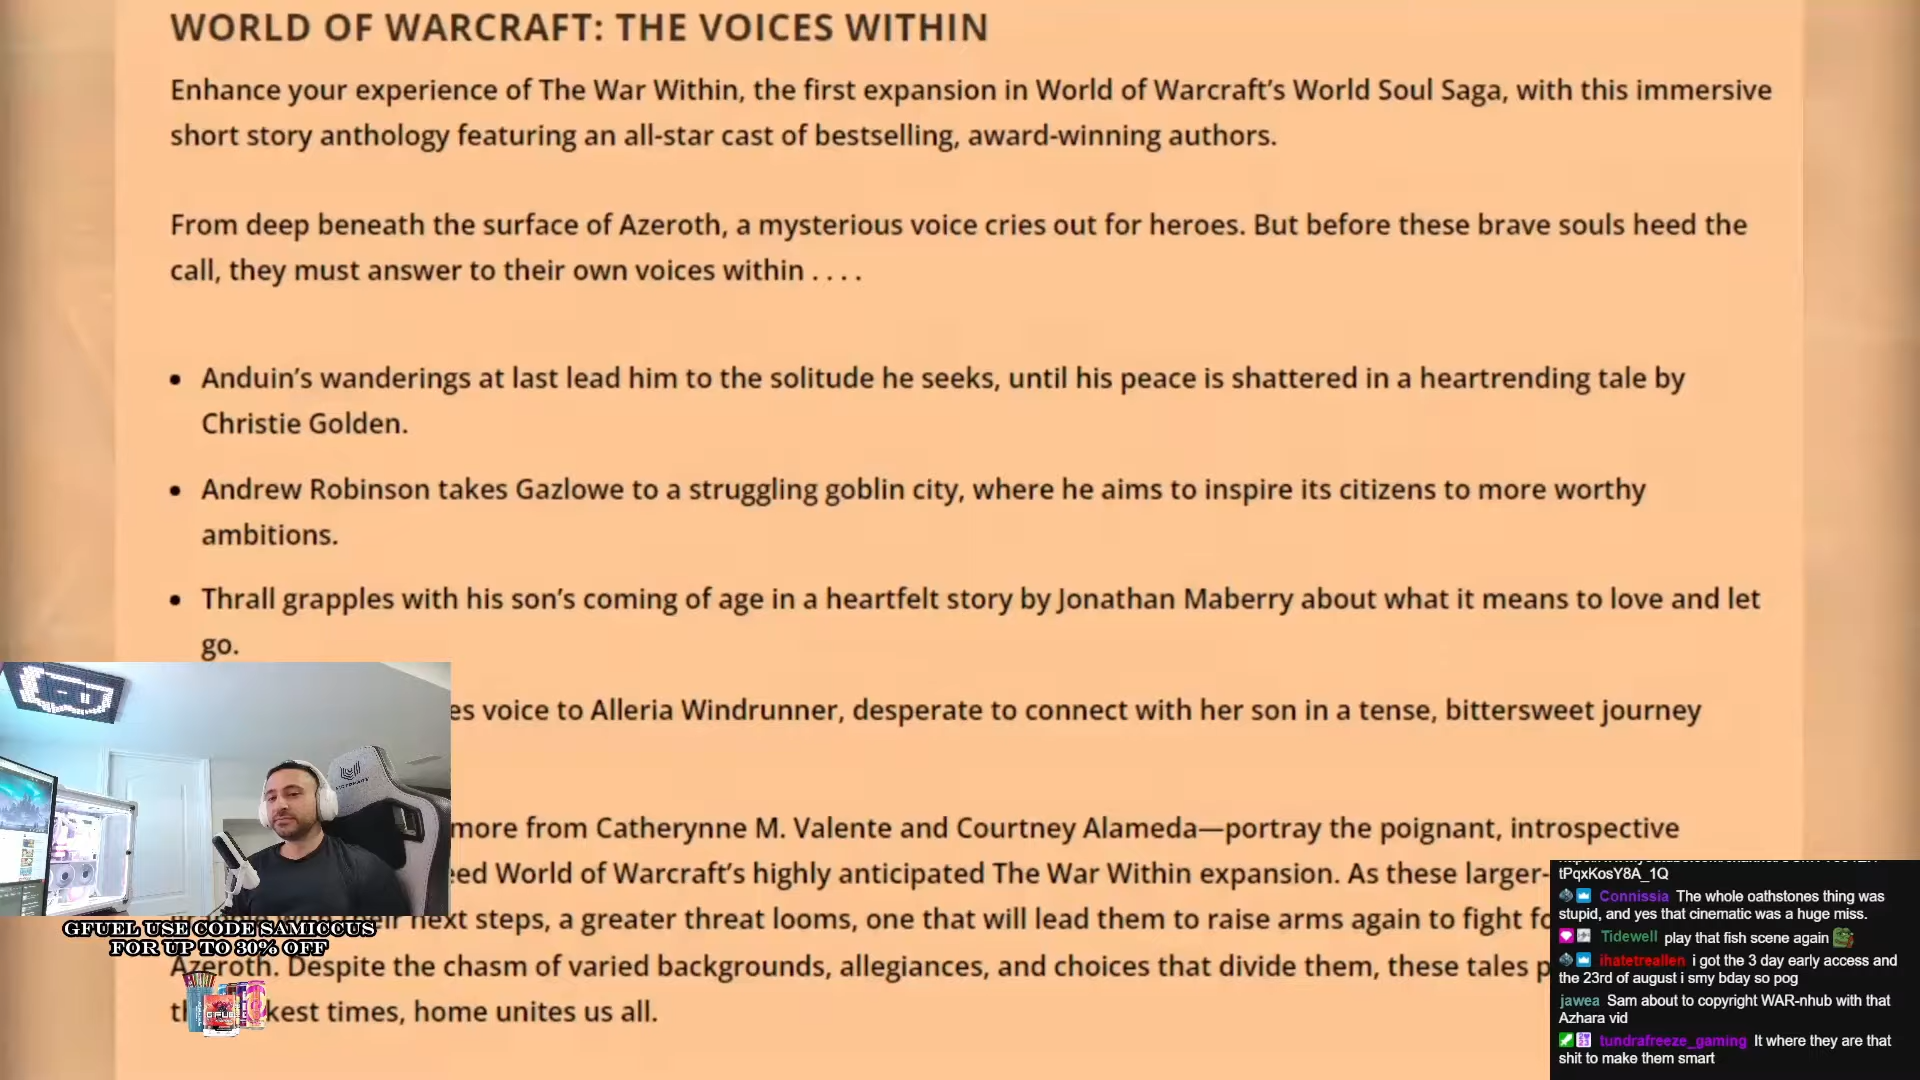 WORLD OF WARCRAFT: THE VOICES WITHIN
Enhance your experience of The War Within, the first expansion in World of Warcraft’s World Soul Saga, with this immersive
short story anthology featuring an all-star cast of bestselling, award-winning authors.
From deep beneath the surface of Azeroth, a mysterious voice cries out for heroes. But before these brave souls heed the
call, they must answer to their own voices within . . . .
Anduin’s wanderings at last lead him to the solitude he seeks, until his peace is shattered in a heartrending tale by
Christie Golden.
Andrew Robinson takes Gazlowe to a struggling goblin city, where he aims to inspire its citizens to more worthy
ambitions.
Thrall grapples with his son’s coming of age in a heartfelt story by Jonathan Maberry about what it means to love and let
go.
es voice to Alleria Windrunner, desperate to connect with her son in a tense, bittersweet journey
more from Catherynne M. Valente and Courtney Alameda—portray the poignant, introspective
eed World of Warcraft’s highly anticipated The War Within expansion. As these larger-
their next steps, a greater threat looms, one that will lead them to raise arms again to fight fo
Azeroth. Despite the chasm of varied backgrounds, allegiances, and choices that divide them, these tales p
kest times, home unites us all.
GFUEL USE CODE SAMICCUS
FOR UP TO 30% OFF
GFUEL
tPqxKosY8A_1Q
Connissia The whole oathstones thing was
stupid, and yes that cinematic was a huge miss.
Tidewell play that fish scene again
ihatetreallen i got the 3 day early access and
the 23rd of august i smy bday so pog
jawea Sam about to copyright WAR-nhub with that
Azhara vid
tundrafreeze_gaming It where they are that
shit to make them smart